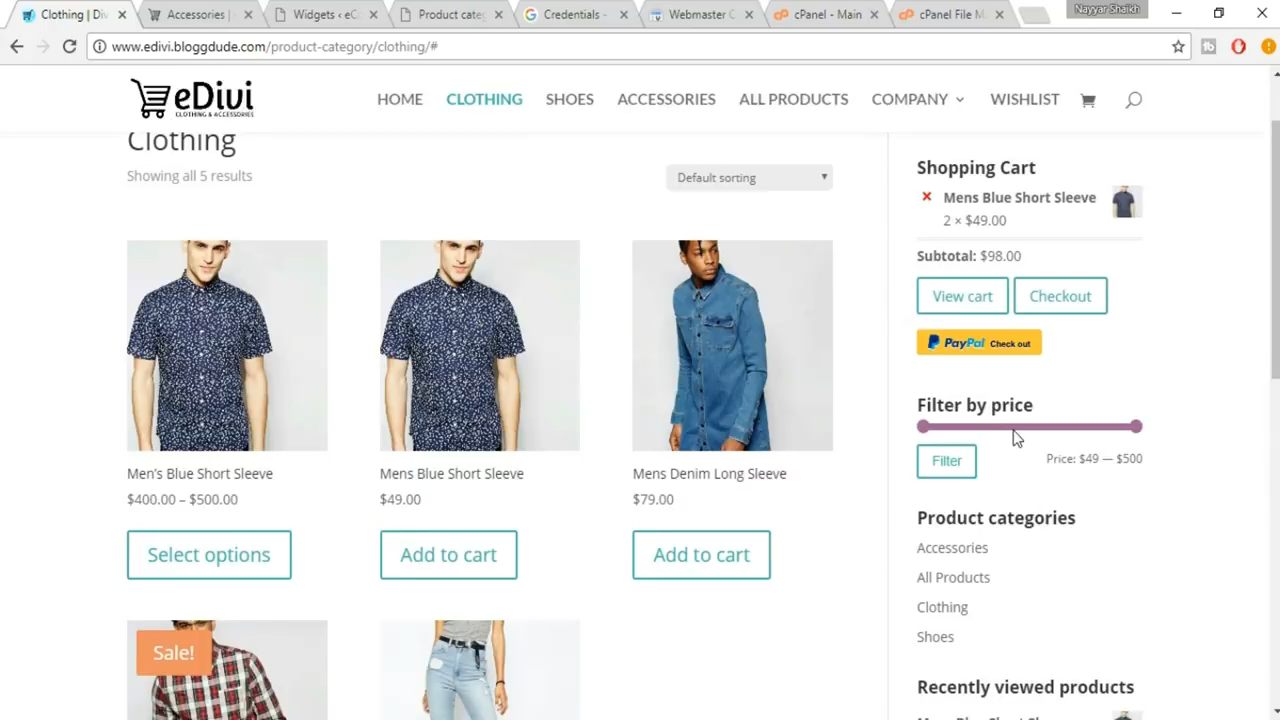 Clothing | Div
Accessories |
Widgets ‹ eC
Product cate
Credentials -
Webmaster
cPanel - Main
cPanel File M
Nayyar Shaikh
www.edivi.bloggdude.com/product-category/clothing/#
eDivi
CLOTHING & ACCESSORIES
HOME
CLOTHING
SHOES
ACCESSORIES
ALL PRODUCTS
COMPANY
WISHLIST
Clothing
Showing all 5 results
Default sorting
Men's Blue Short Sleeve
$400.00 – $500.00
Select options
Mens Blue Short Sleeve
$49.00
Add to cart
Mens Denim Long Sleeve
$79.00
Add to cart
Sale!
Shopping Cart
Mens Blue Short Sleeve
2 × $49.00
Subtotal: $98.00
View cart
Checkout
PayPal Check out
Filter by price
Filter
Price: $49 — $500
Product categories
Accessories
All Products
Clothing
Shoes
Recently viewed products